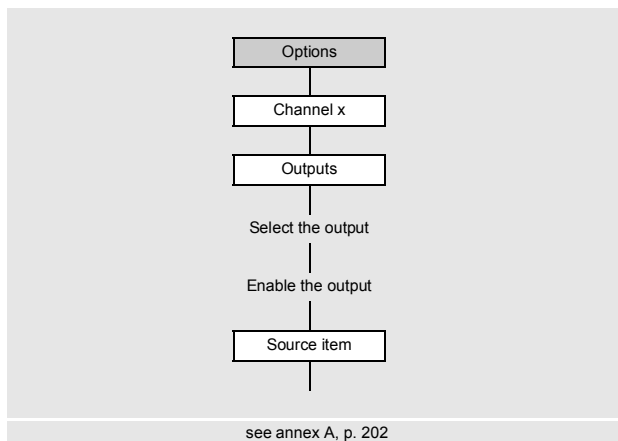 Options
Channel x
Outputs
Select the output
Enable the output
Source item
see annex A, p. 202